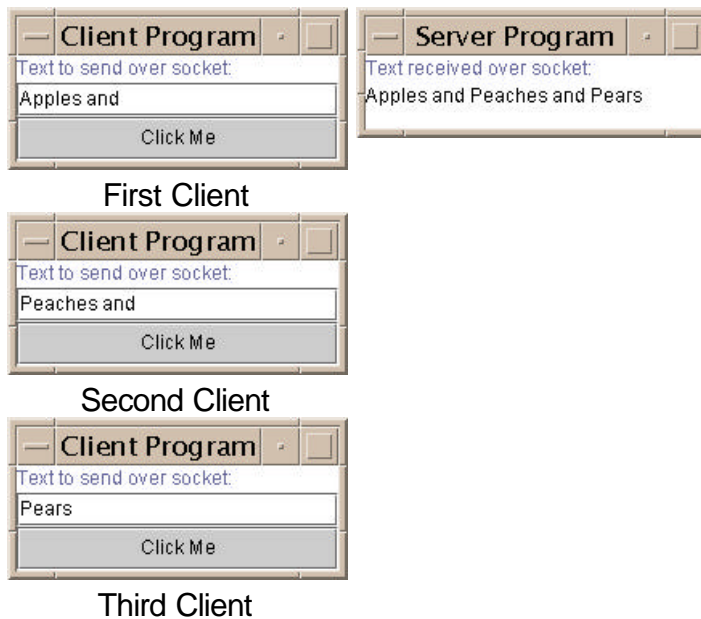 Client Program
Text to send over socket:
Apples and
Click Me
First Client
Server Program
Text received over socket:
Apples and Peaches and Pears
Client Program
Text to send over socket:
Peaches and
Click Me
Second Client
Client Program
Text to send over socket:
Pears
Click Me
Third Client